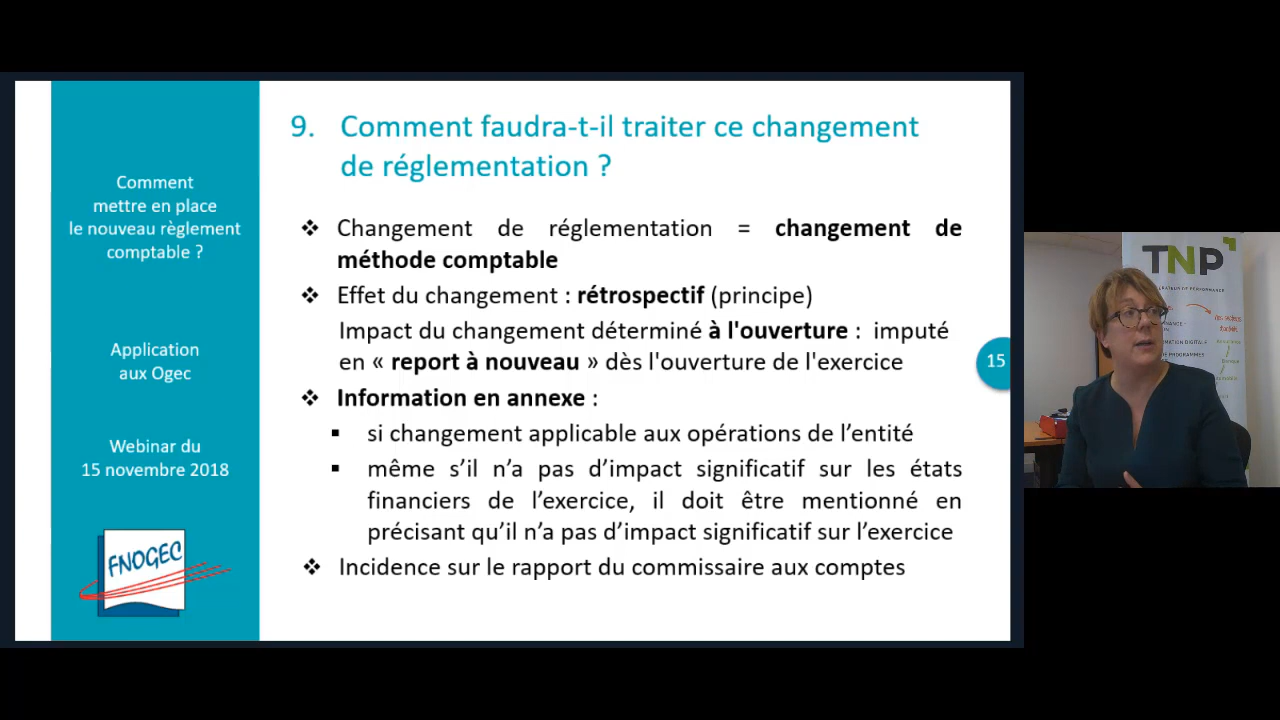 Comment
mettre en place
le nouveau règlement
comptable ?
Application
aux Ogec
Webinar du
15 novembre 2018
FNOGEC
9. Comment faudra-t-il traiter ce changement
de réglementation ?
❖ Changement de réglementation = changement de
méthode comptable
❖ Effet du changement : rétrospectif (principe)
Impact du changement déterminé à l'ouverture : imputé
en « report à nouveau » dès l'ouverture de l'exercice
❖ Information en annexe :
▪ si changement applicable aux opérations de l’entité
▪ même s’il n’a pas d’impact significatif sur les états
financiers de l’exercice, il doit être mentionné en
précisant qu’il n’a pas d’impact significatif sur l’exercice
❖ Incidence sur le rapport du commissaire aux comptes
15
TNP
DE PERFORMANCE
DIGITALE
DE PROGRAMMES